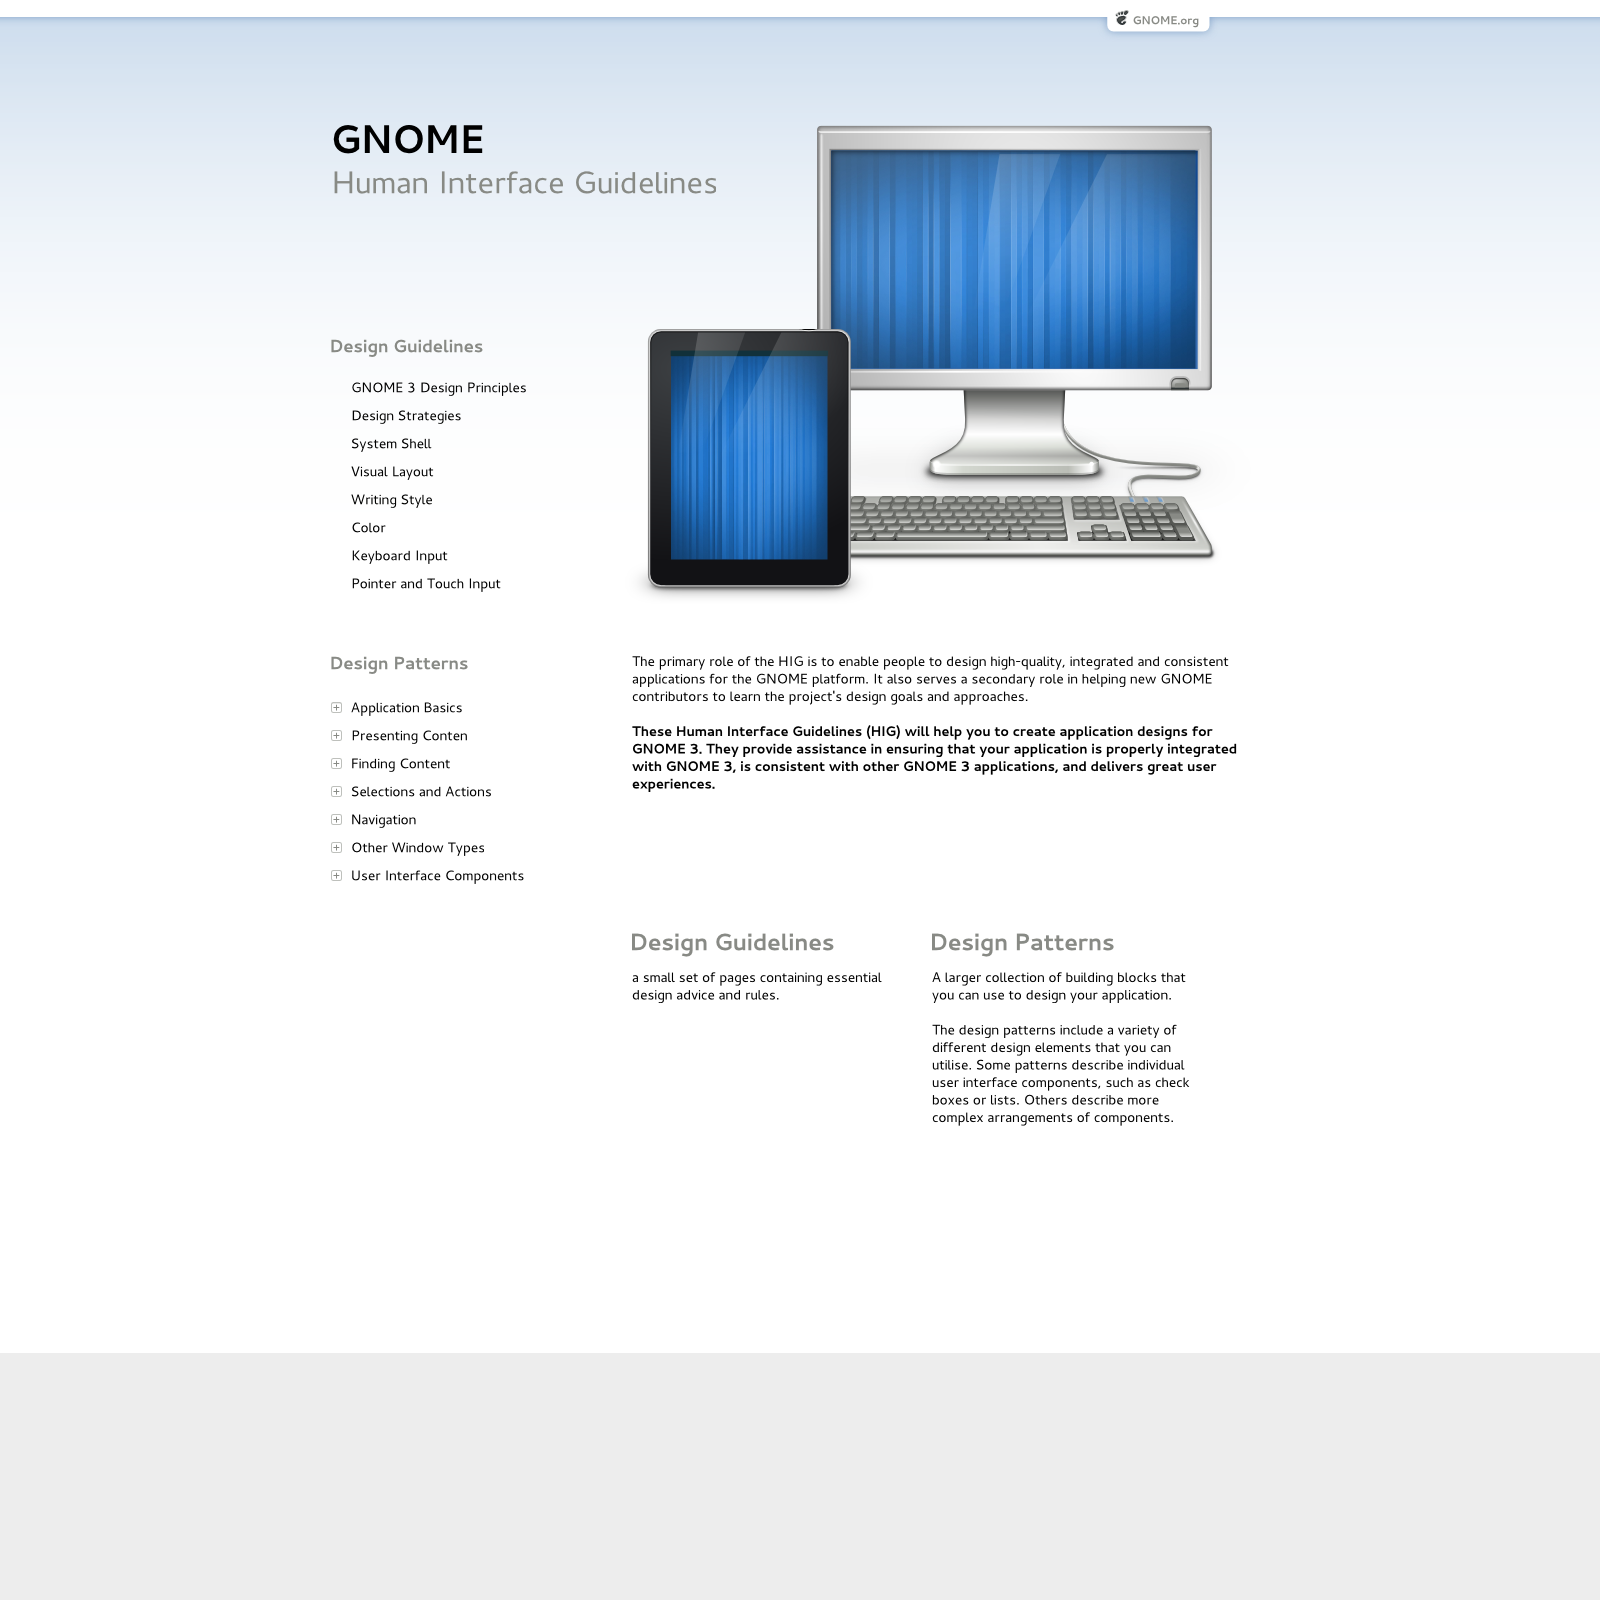 GNOME.org
GNOME
Human Interface Guidelines
Design Guidelines
GNOME 3 Design Principles
Design Strategies
System Shell
Visual Layout
Writing Style
Color
Keyboard Input
Pointer and Touch Input
Design Patterns
Application Basics
Presenting Conten
Finding Content
Selections and Actions
Navigation
Other Window Types
User Interface Components
The primary role of the HIG is to enable people to design high-quality, integrated and consistent
applications for the GNOME platform. It also serves a secondary role in helping new GNOME
contributors to learn the project's design goals and approaches.
These Human Interface Guidelines (HIG) will help you to create application designs for
GNOME 3. They provide assistance in ensuring that your application is properly integrated
with GNOME 3, is consistent with other GNOME 3 applications, and delivers great user
experiences.
Design Guidelines
a small set of pages containing essential
design advice and rules.
Design Patterns
A larger collection of building blocks that
you can use to design your application.
The design patterns include a variety of
different design elements that you can
utilise. Some patterns describe individual
user interface components, such as check
boxes or lists. Others describe more
complex arrangements of components.